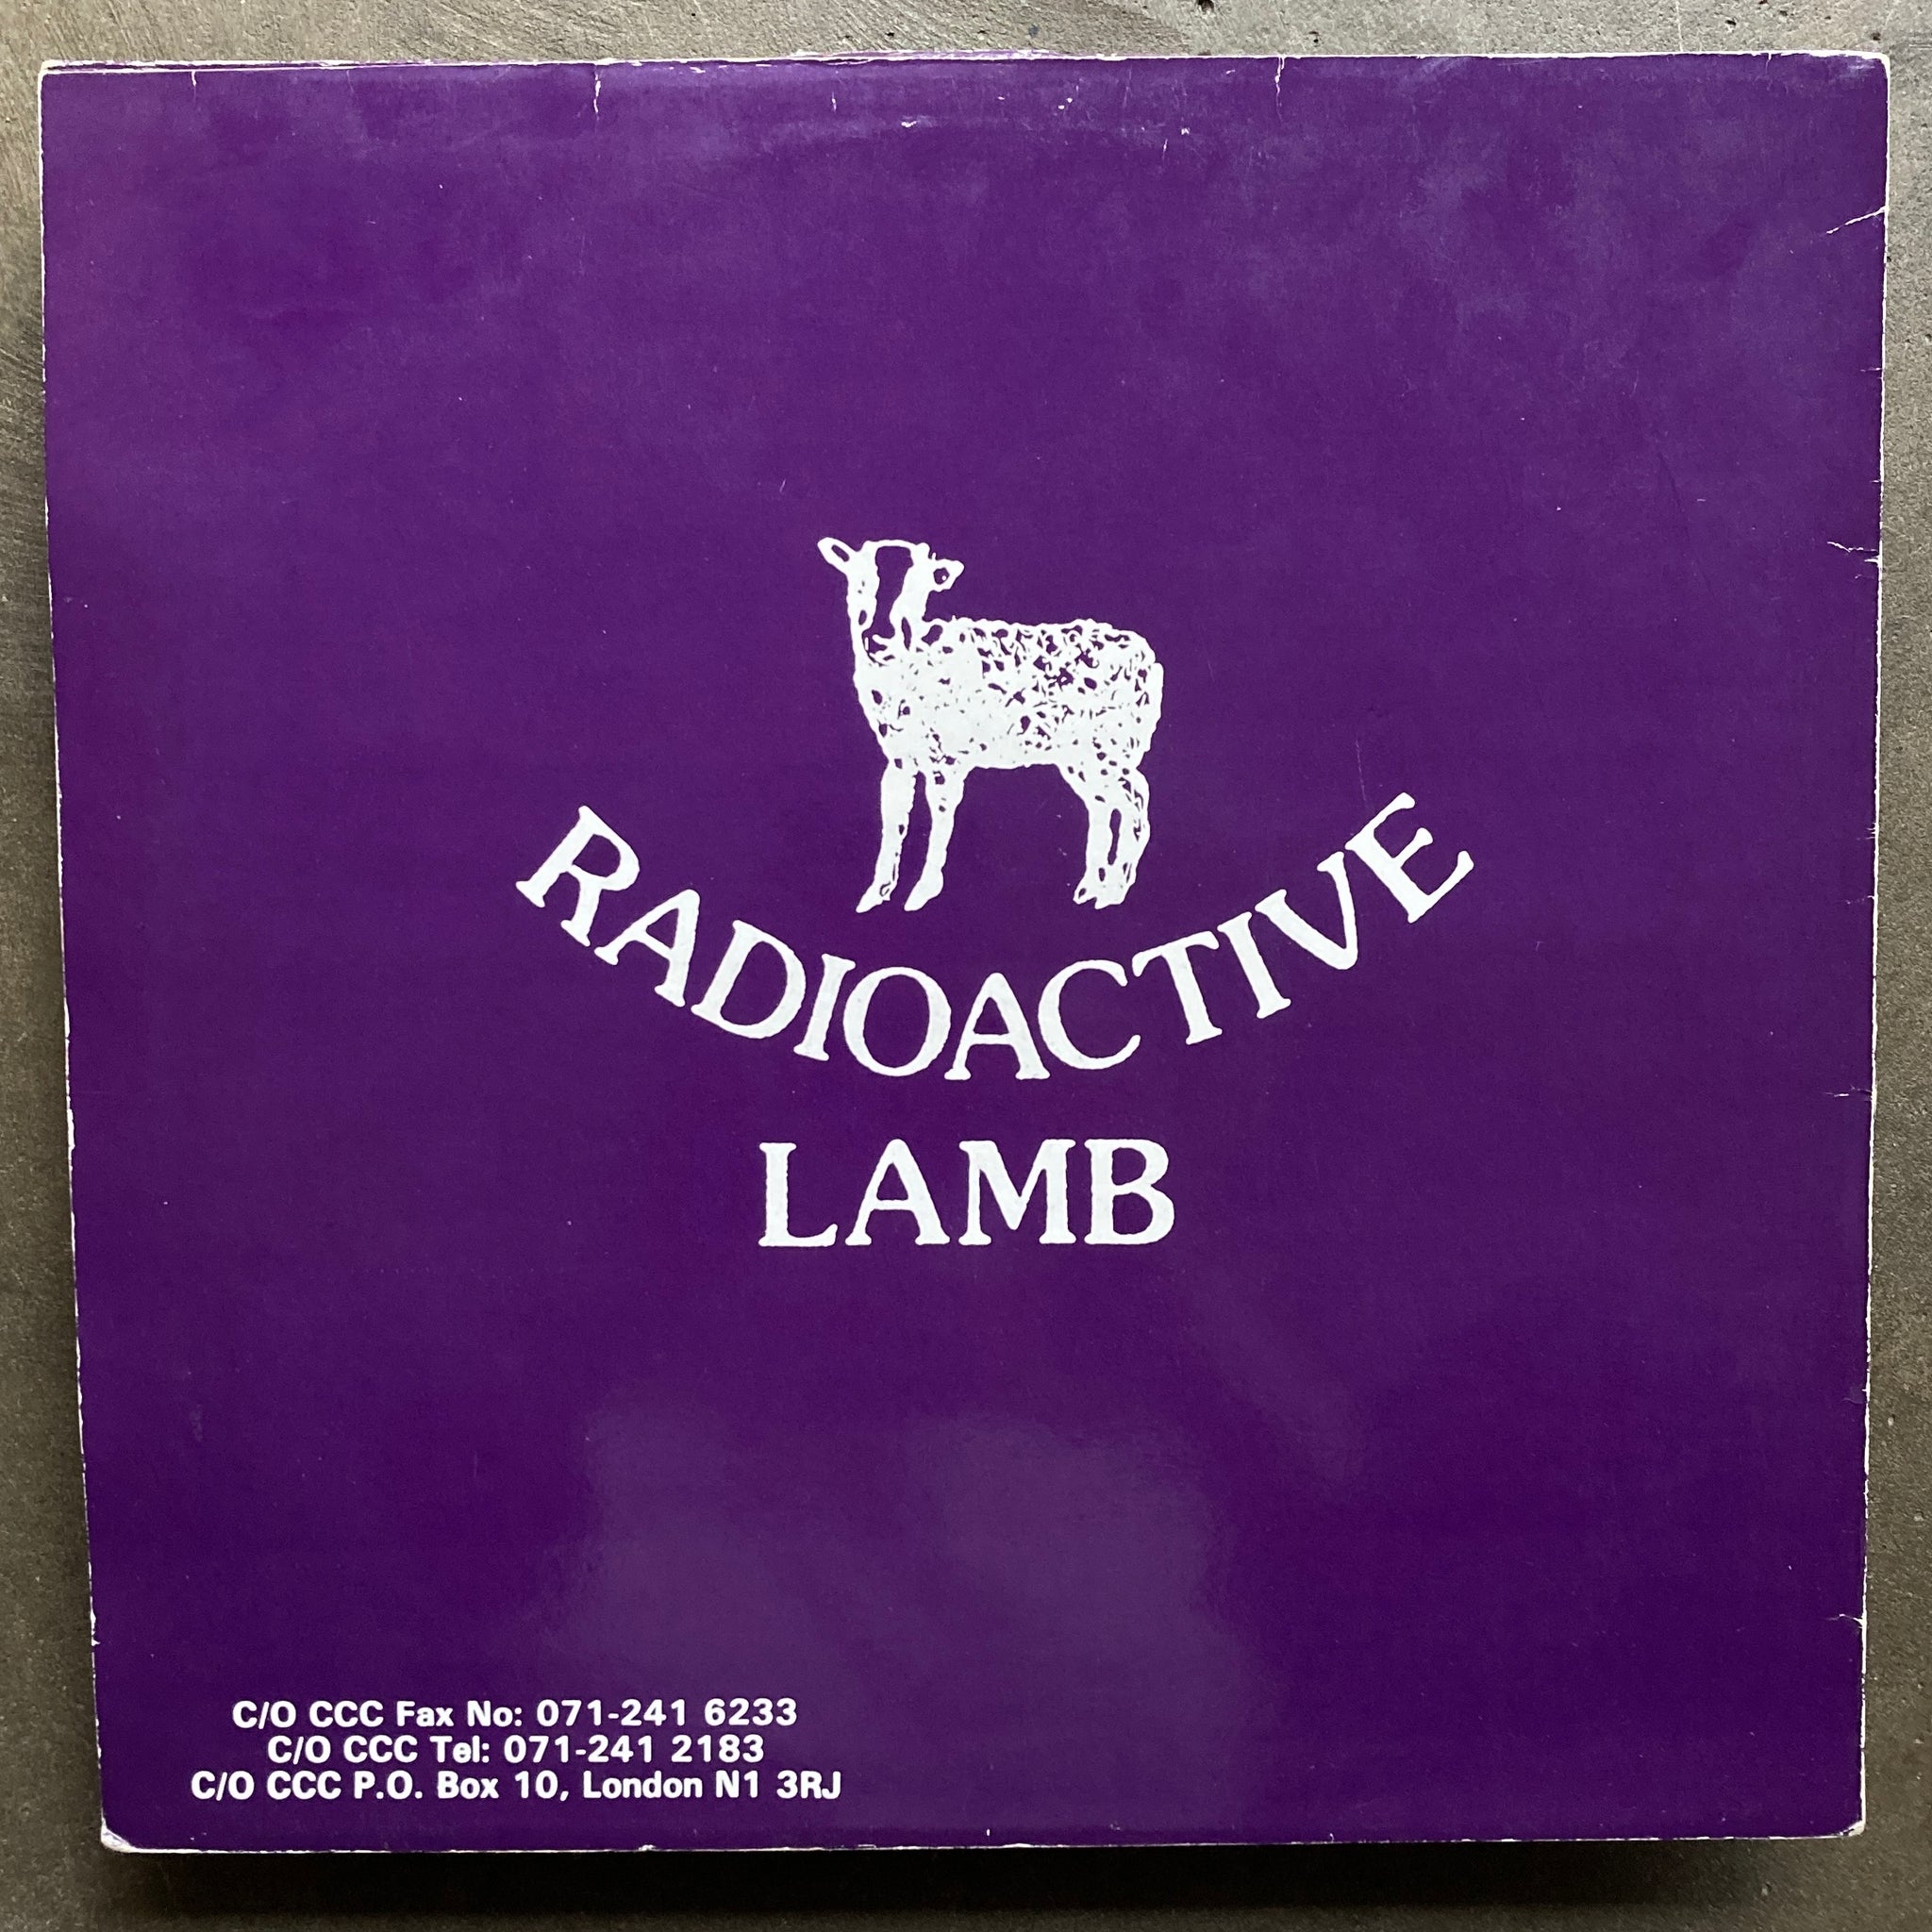 RADIOACTIVE
LAMB
C/O CCC Fax No: 071-241 6233
C/O CCC Tel: 071-241 2183
C/O CCC P.O. Box 10, London N1 3RJ